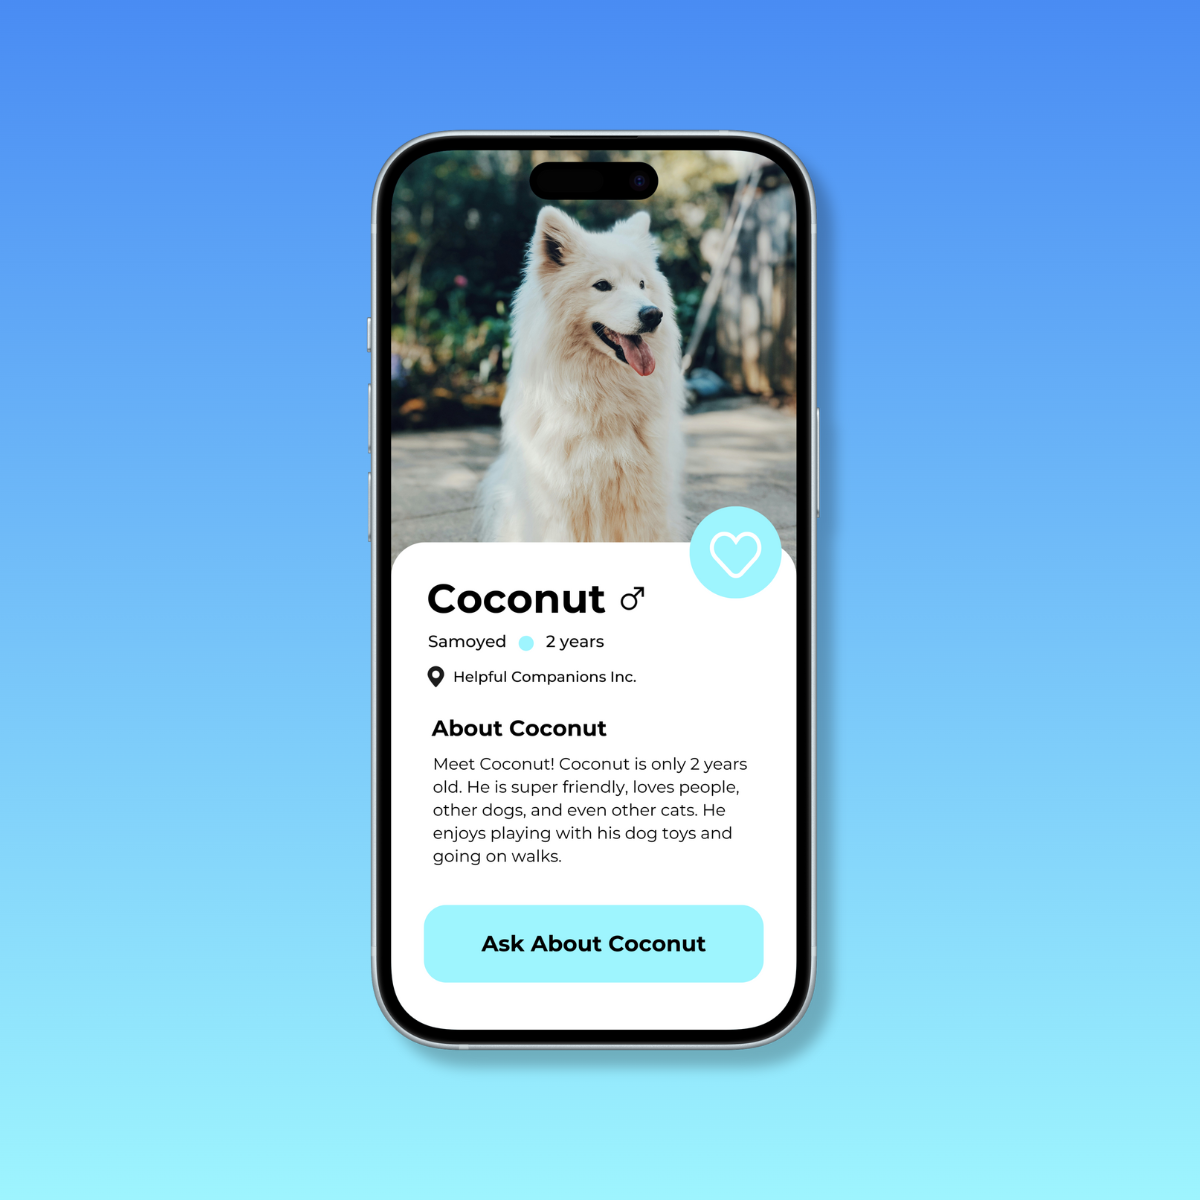 Coconut ♂
Samoyed 2 years
Helpful Companions Inc.
About Coconut
Meet Coconut! Coconut is only 2 years
old. He is super friendly, loves people,
other dogs, and even other cats. He
enjoys playing with his dog toys and
going on walks.
Ask About Coconut